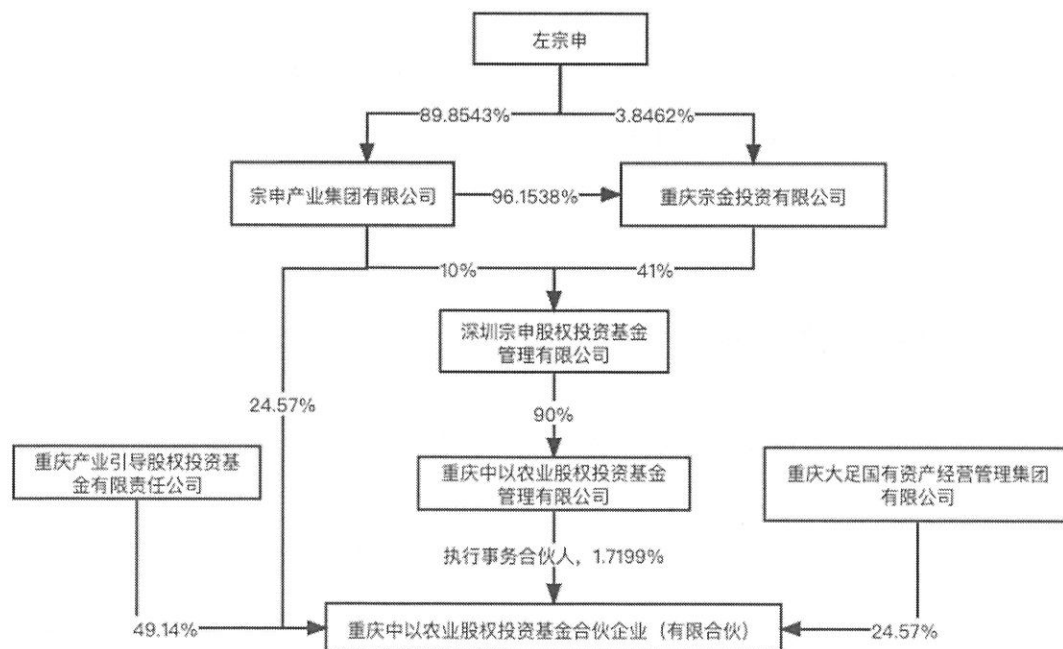 左宗申
89.8543%
3.8462%
宗申产业集团有限公司
96.1538%
重庆宗金投资有限公司
10%
41%
深圳宗申股权投资基金
管理有限公司
24.57%
90%
重庆产业引导股权投资基
金有限责任公司
重庆中以农业股权投资基金
管理有限公司
重庆大足国有资产经营管理集团
有限公司
执行事务合伙人，1.7199%
49.14%
重庆中以农业股权投资基金合伙企业（有限合伙）
24.57%